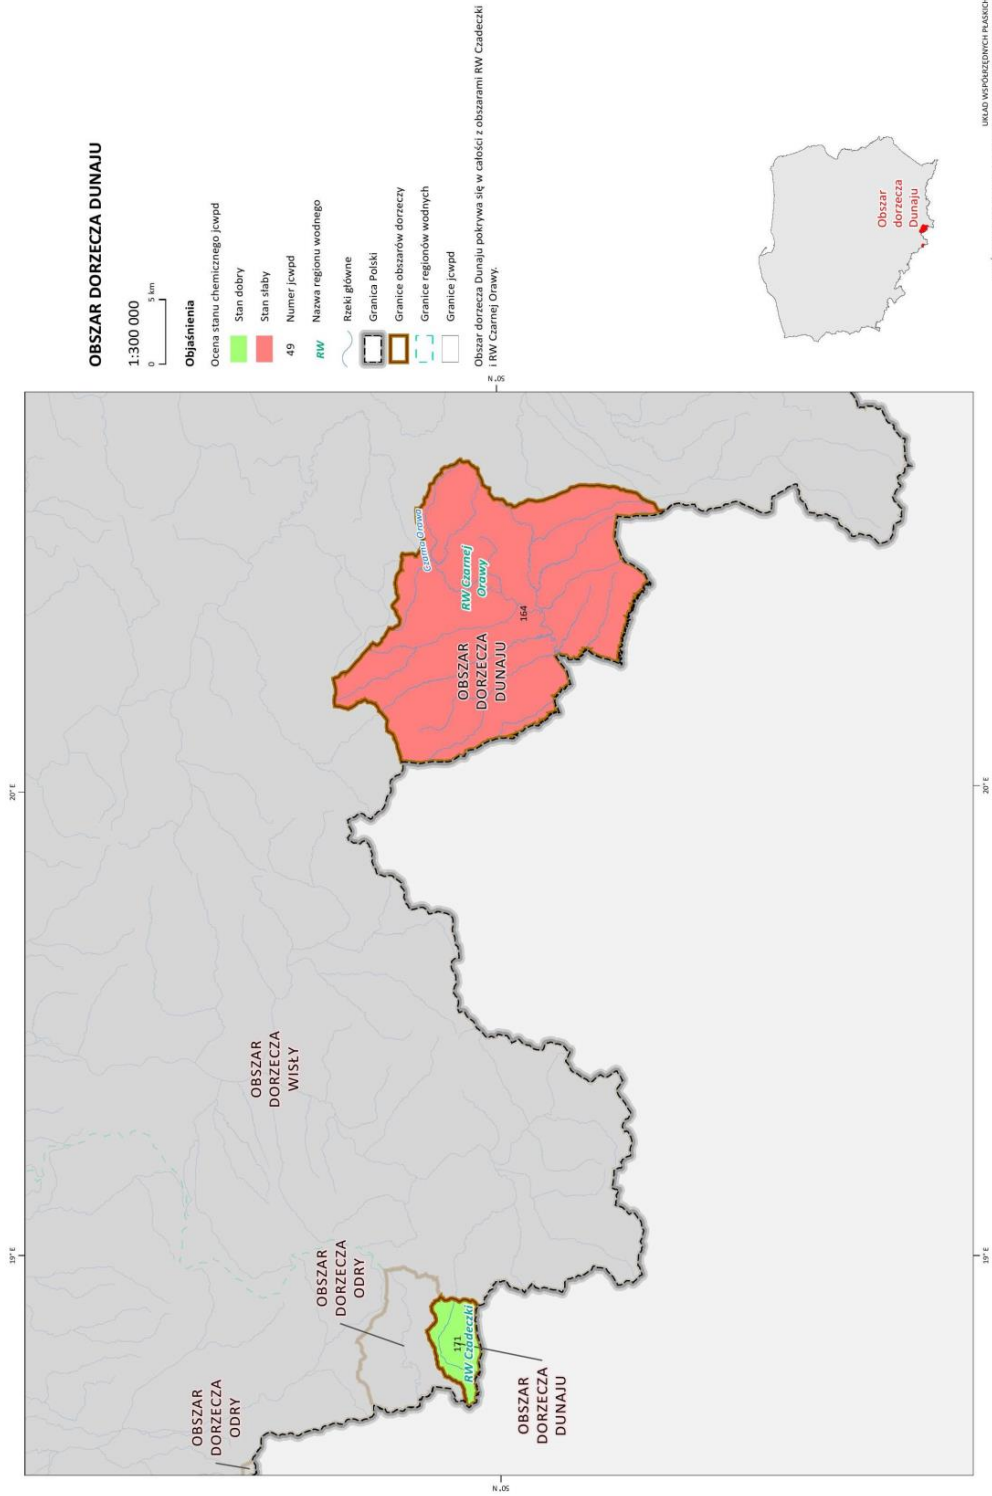 OBSZAR DORZECZA DUNAJU
1:300 000
0 5 km
Objaśnienia
Ocena stanu chemicznego jcwpd
Stan dobry
Stan słaby
49 Numer jcwpd
RW Nazwa regionu wodnego
Rzeki główne
Granica Polski
Granice obszarów dorzeczy
Granice regionów wodnych
Granice jcwpd
Obszar dorzecza Dunaju pokrywa się w całości z obszarami RW Czadeczki
i RW Czarnej Orawy.
Obszar
dorzecza
Dunaju
UKŁAD WSPÓŁRZĘDNYCH PŁASKICH
19° E
20° E
OBSZAR
DORZECZA
ODRY
OBSZAR
DORZECZA
ODRY
OBSZAR
DORZECZA
WISŁY
171
RW Czadeczki
OBSZAR
DORZECZA
DUNAJU
Czarna Orawa
RW Czarnej
Orawy
164
OBSZAR
DORZECZA
DUNAJU
50° N
50° N
19° E
20° E